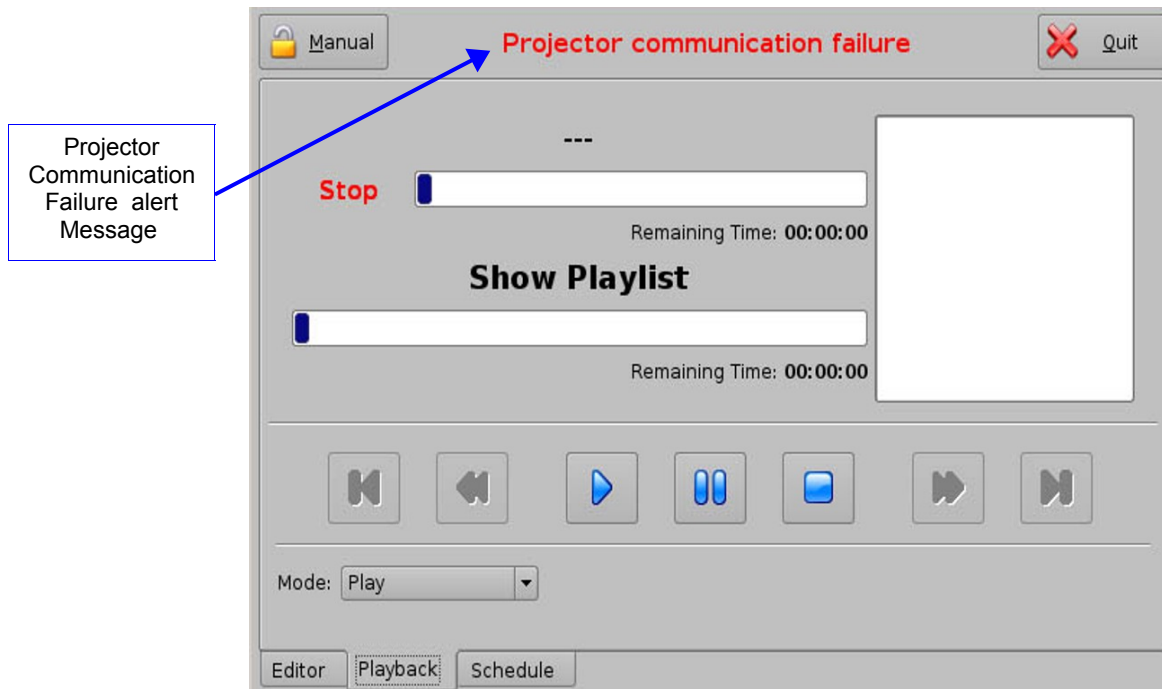 Manual
Projector communication failure
Quit
Projector
Communication
Failure alert
Message
---
Stop
Remaining Time: 00:00:00
Show Playlist
Remaining Time: 00:00:00
Mode: Play
Editor
Playback
Schedule